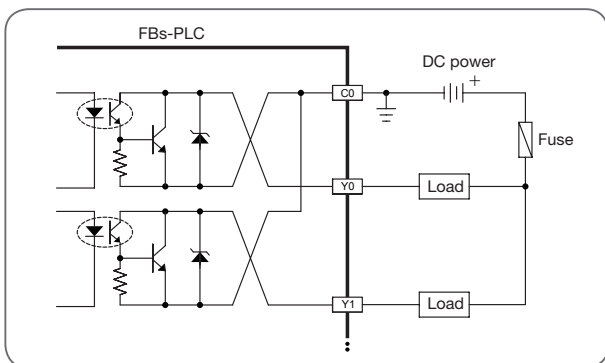 FBs-PLC
DC power
+
C0
Fuse
Y0
Load
Y1
Load